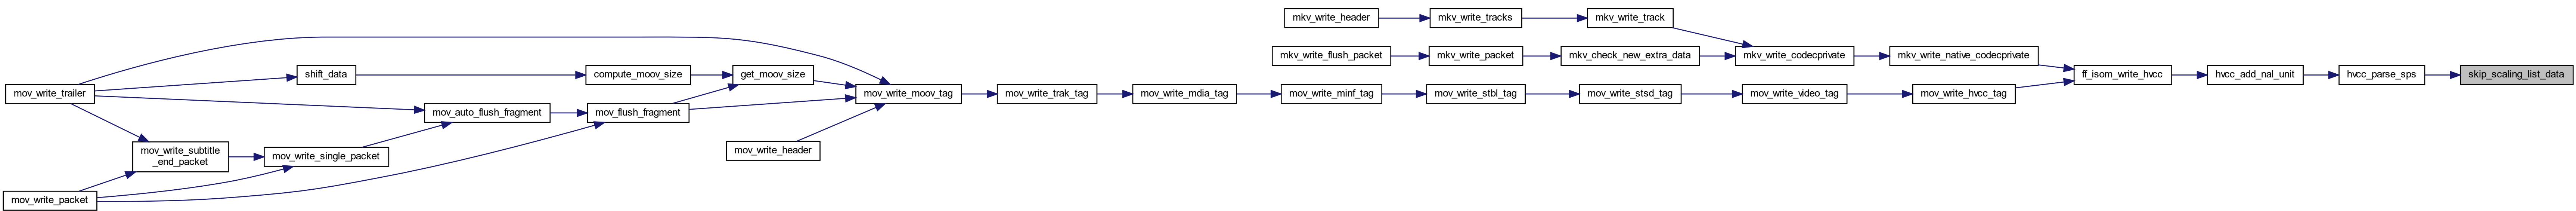 mkv_write_header
mkv_write_tracks
mkv_write_track
mkv_write_flush_packet
mkv_write_packet
mkv_check_new_extra_data
mkv_write_codecprivate
mkv_write_native_codecprivate
shift_data
compute_moov_size
get_moov_size
ff_isom_write_hvcc
hvcc_add_nal_unit
hvcc_parse_sps
skip_scaling_list_data
mov_write_trailer
mov_write_moov_tag
mov_write_trak_tag
mov_write_mdia_tag
mov_write_minf_tag
mov_write_stbl_tag
mov_write_stsd_tag
mov_write_video_tag
mov_write_hvcc_tag
mov_auto_flush_fragment
mov_flush_fragment
mov_write_header
mov_write_subtitle
_end_packet
mov_write_single_packet
mov_write_packet